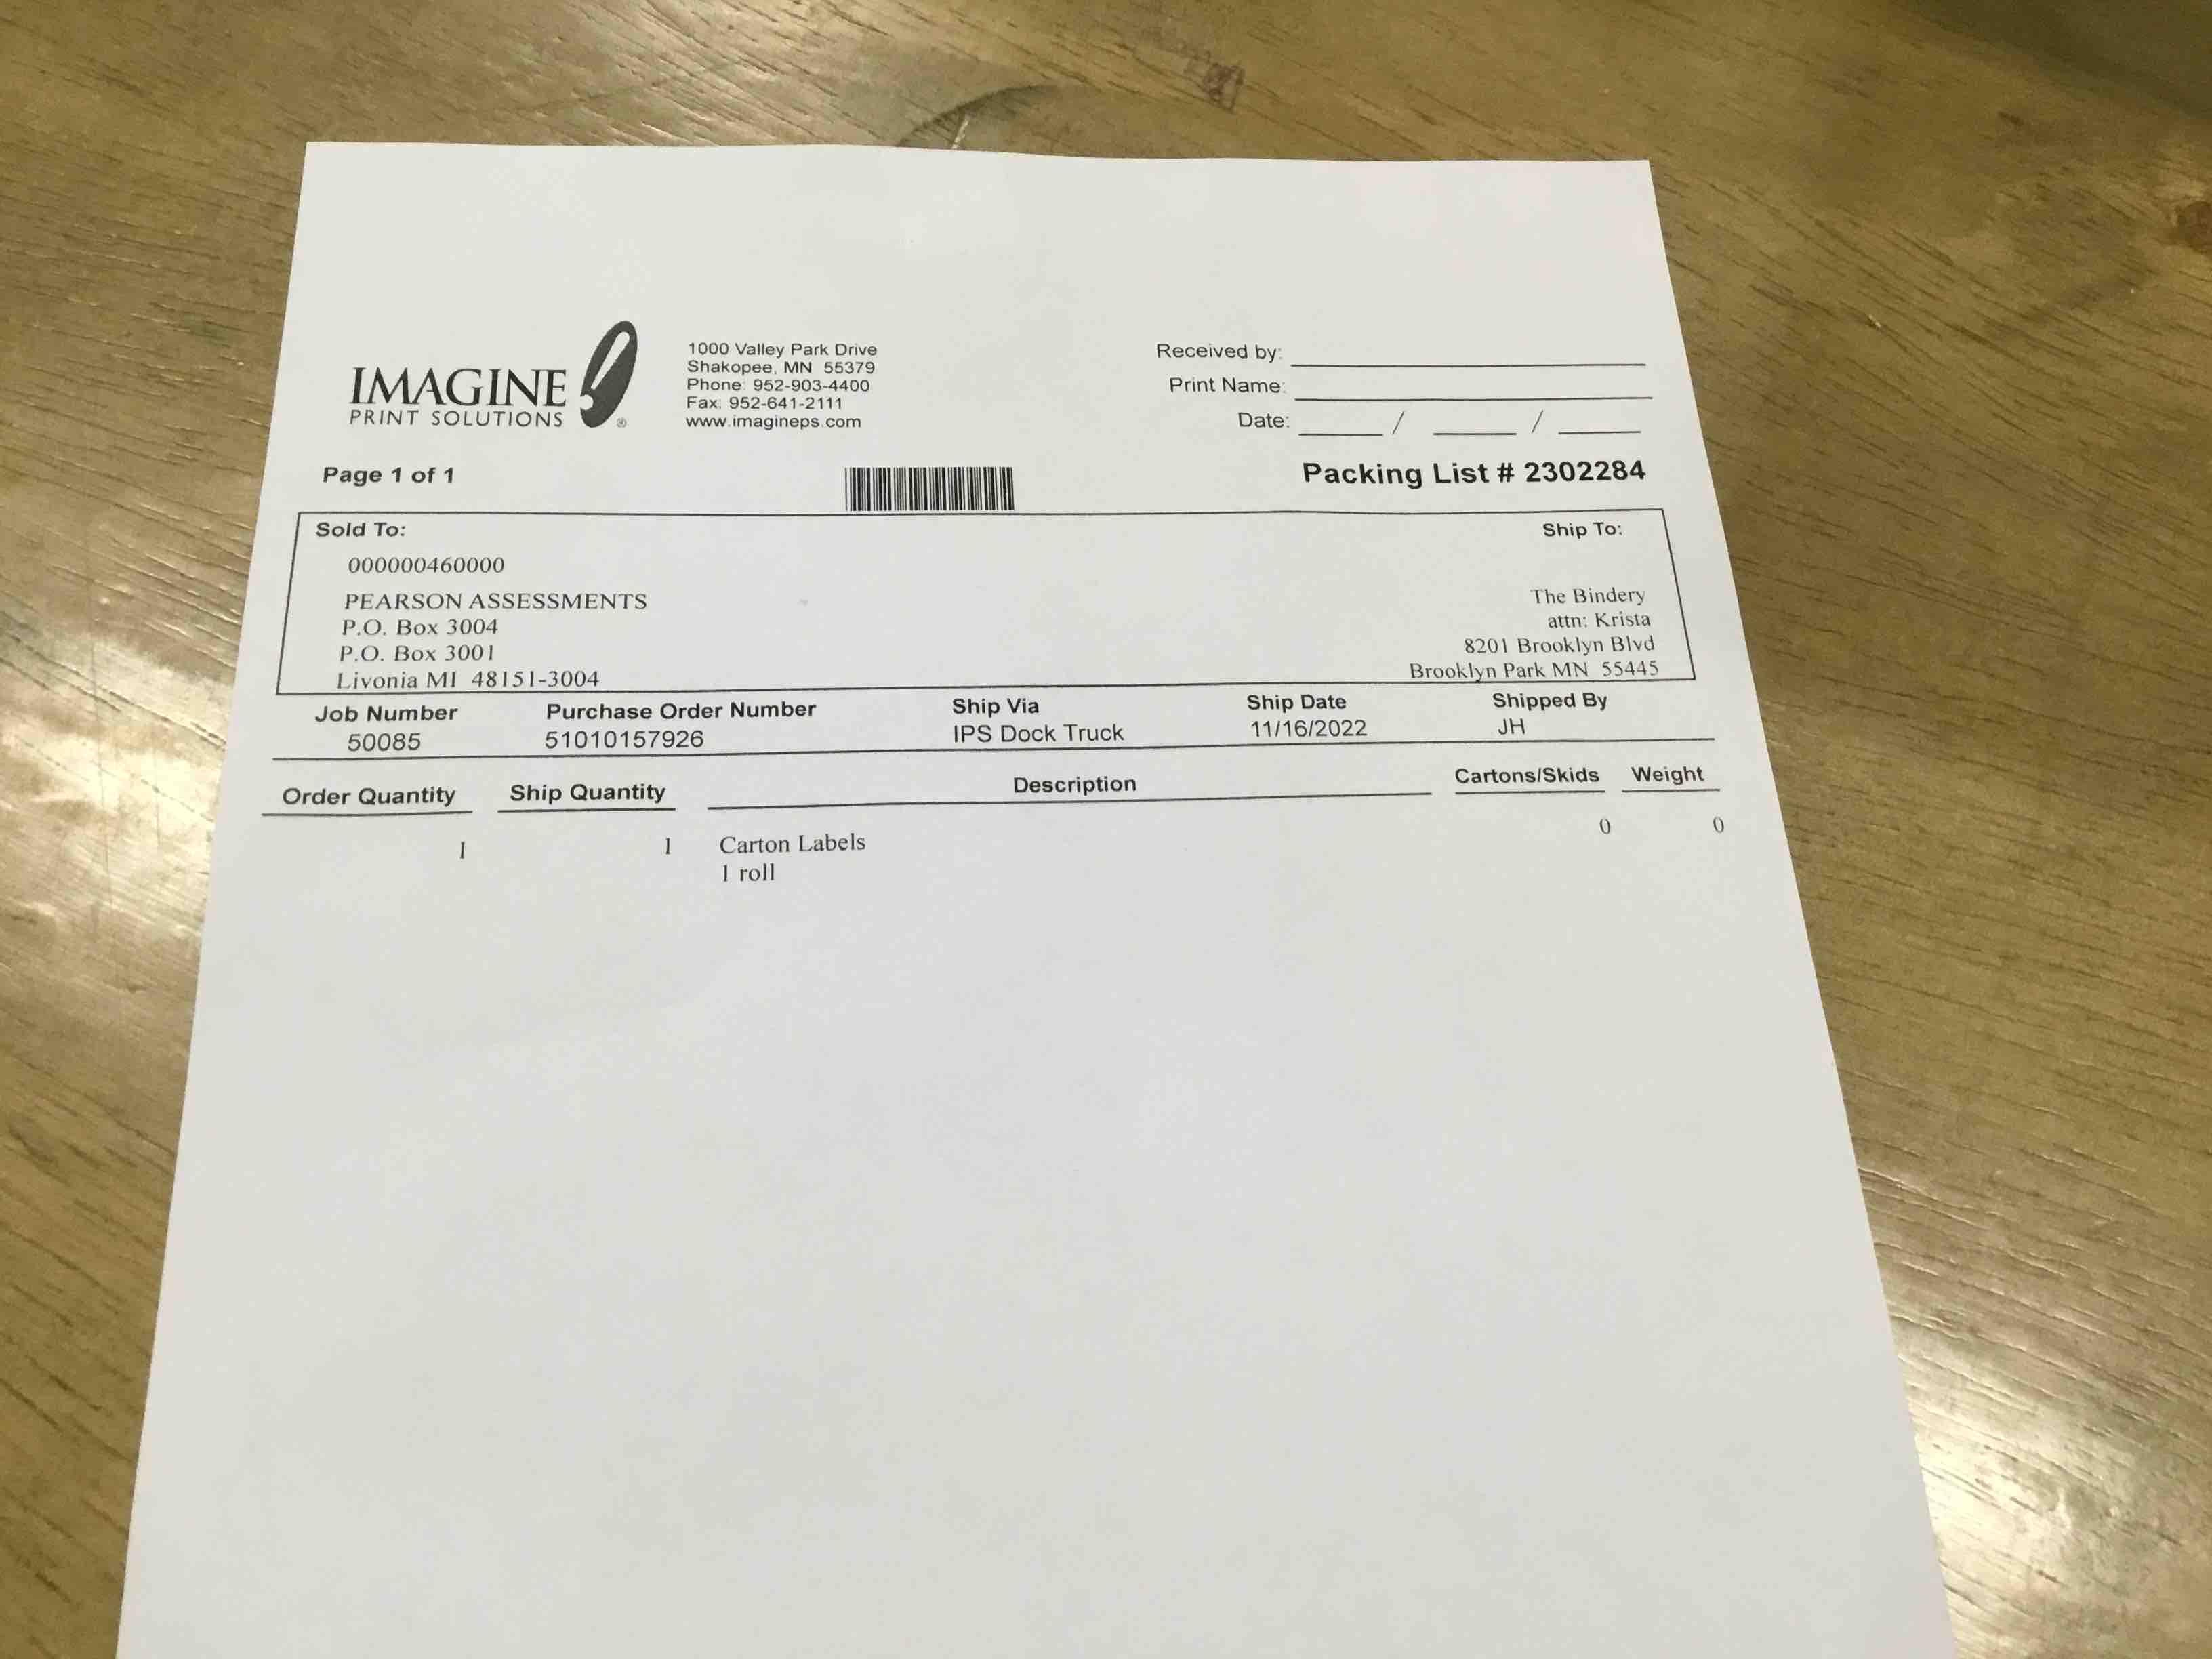 IMAGINE
PRINT SOLUTIONS
®
1000 Valley Park Drive
Shakopee, MN 55379
Phone: 952-903-4400
Fax: 952-641-2111
www.imagineps.com
Received by:
Print Name:
Date: / /
Page 1 of 1
Packing List # 2302284
Sold To:
000000460000
PEARSON ASSESSMENTS
P.O. Box 3004
P.O. Box 3001
Livonia MI 48151-3004
Ship To:
The Bindery
attn: Krista
8201 Brooklyn Blvd
Brooklyn Park MN 55445
Job Number Purchase Order Number Ship Via Ship Date Shipped By
50085 51010157926 IPS Dock Truck 11/16/2022 JH
Order Quantity Ship Quantity Description Cartons/Skids Weight
1 1 Carton Labels 0 0
1 roll